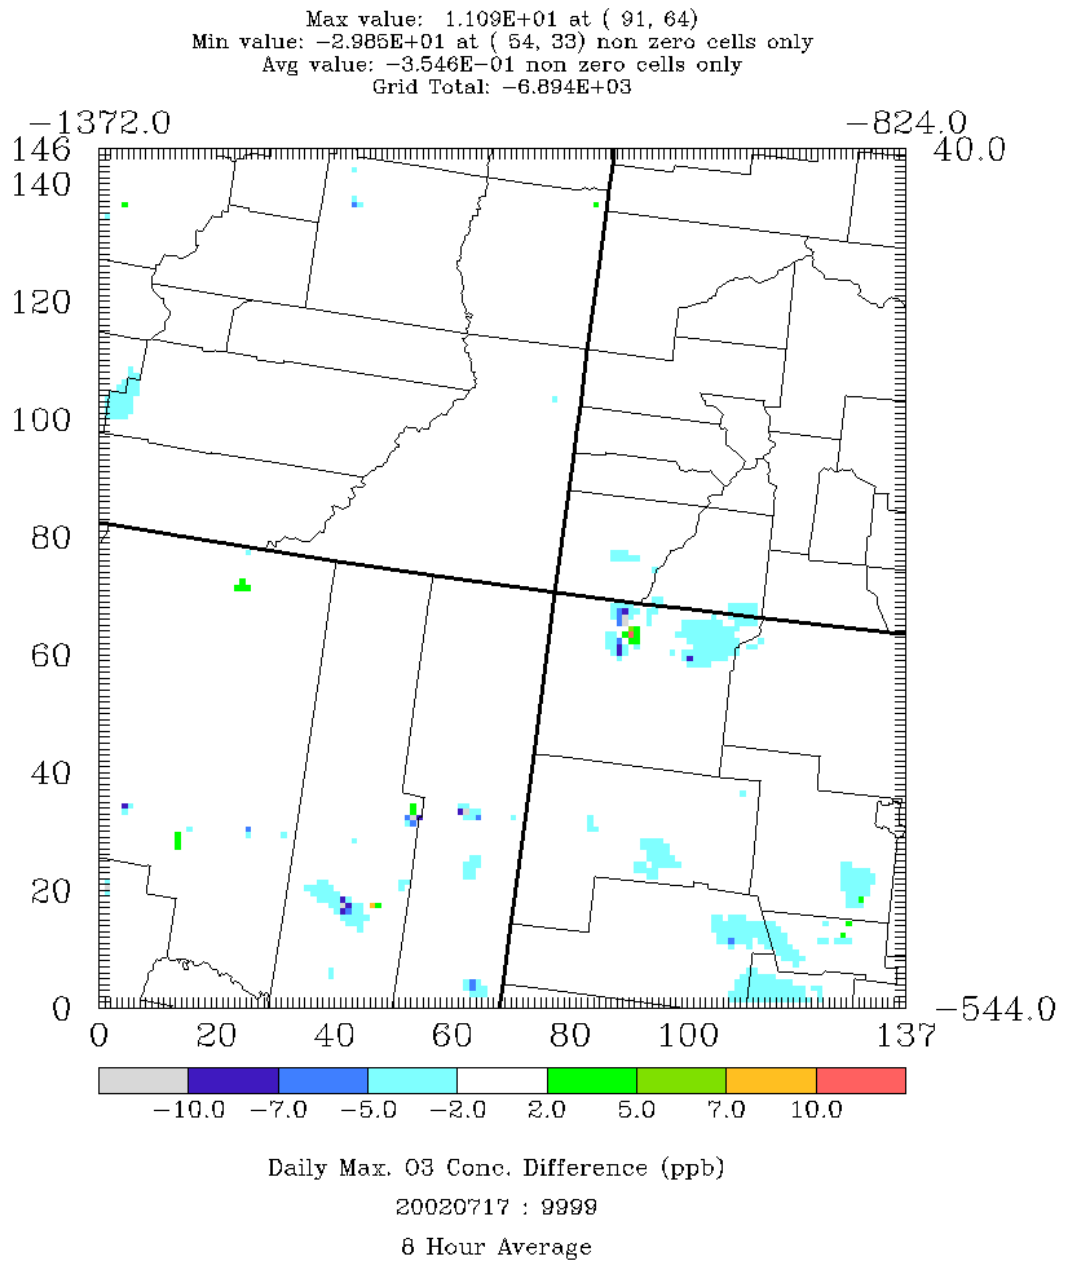 Max value: 1.109E+01 at ( 91, 64)
Min value: −2.985E+01 at ( 54, 33) non zero cells only
Avg value: −3.546E−01 non zero cells only
Grid Total: −6.894E+03
−1372.0 −824.0
146 40.0
140
120
100
80
60
40
20
0 −544.0
0 20 40 60 80 100 137
−10.0 −7.0 −5.0 −2.0 2.0 5.0 7.0 10.0
Daily Max. O3 Conc. Difference (ppb)
20020717 : 9999
8 Hour Average